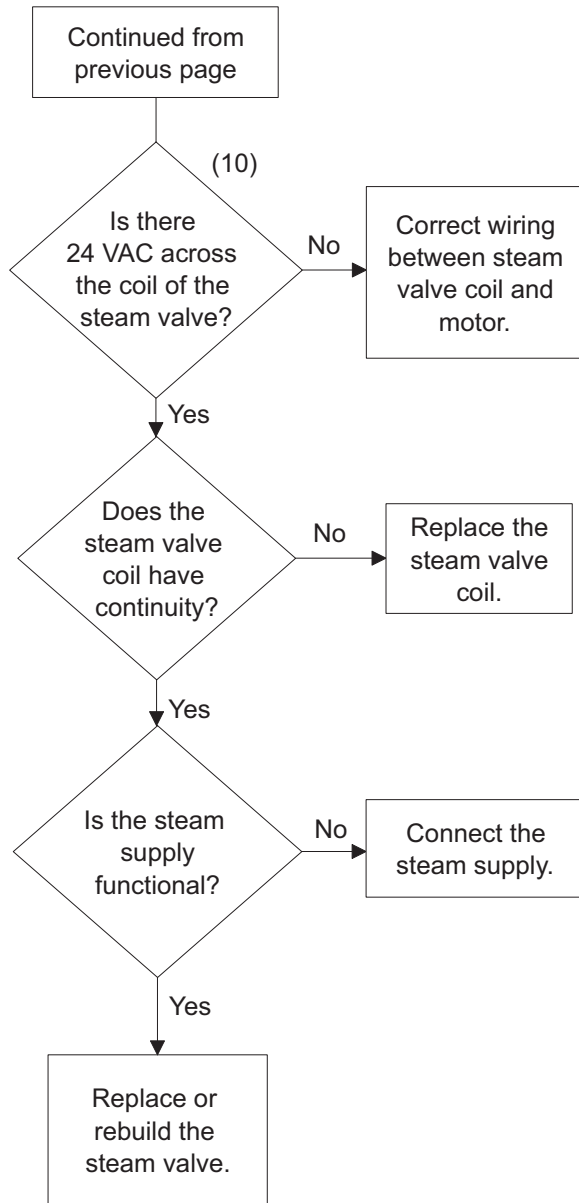 Continued from
previous page
(10)
Is there
24 VAC across
the coil of the
steam valve?
No
Correct wiring
between steam
valve coil and
motor.
Yes
Does the
steam valve
coil have
continuity?
No
Replace the
steam valve
coil.
Yes
Is the steam
supply
functional?
No
Connect the
steam supply.
Yes
Replace or
rebuild the
steam valve.